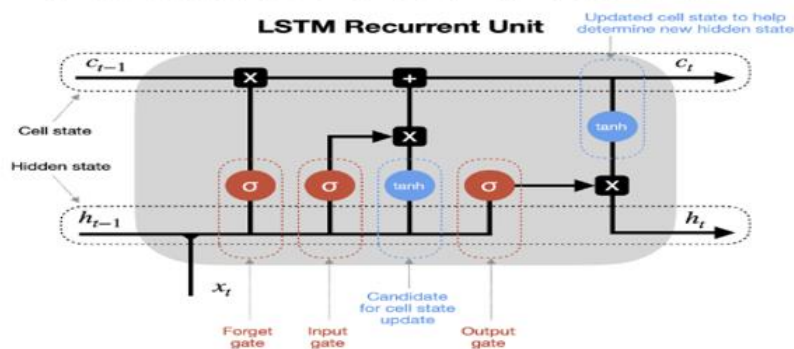 LSTM Recurrent Unit
Updated cell state to help
determine new hidden state
c_{t-1}
×
+
c_t
Cell state
×
tanh
Hidden state
σ
σ
tanh
σ
×
h_{t-1}
h_t
x_t
Candidate
for cell state
update
Forget
gate
Input
gate
Output
gate